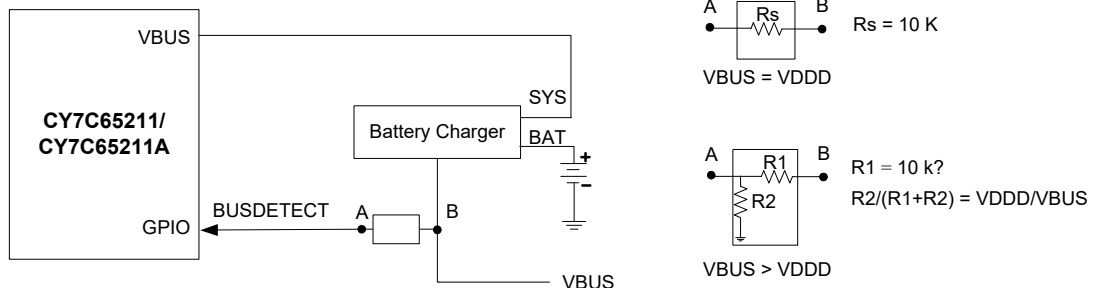 VBUS
CY7C65211/
CY7C65211A
GPIO
BUSDETECT
A
B
SYS
Battery Charger
BAT
+
-
VBUS
A
B
Rs
Rs = 10 K
VBUS = VDDD
A
B
R1
R2
R1 = 10 k?
R2/(R1+R2) = VDDD/VBUS
VBUS > VDDD